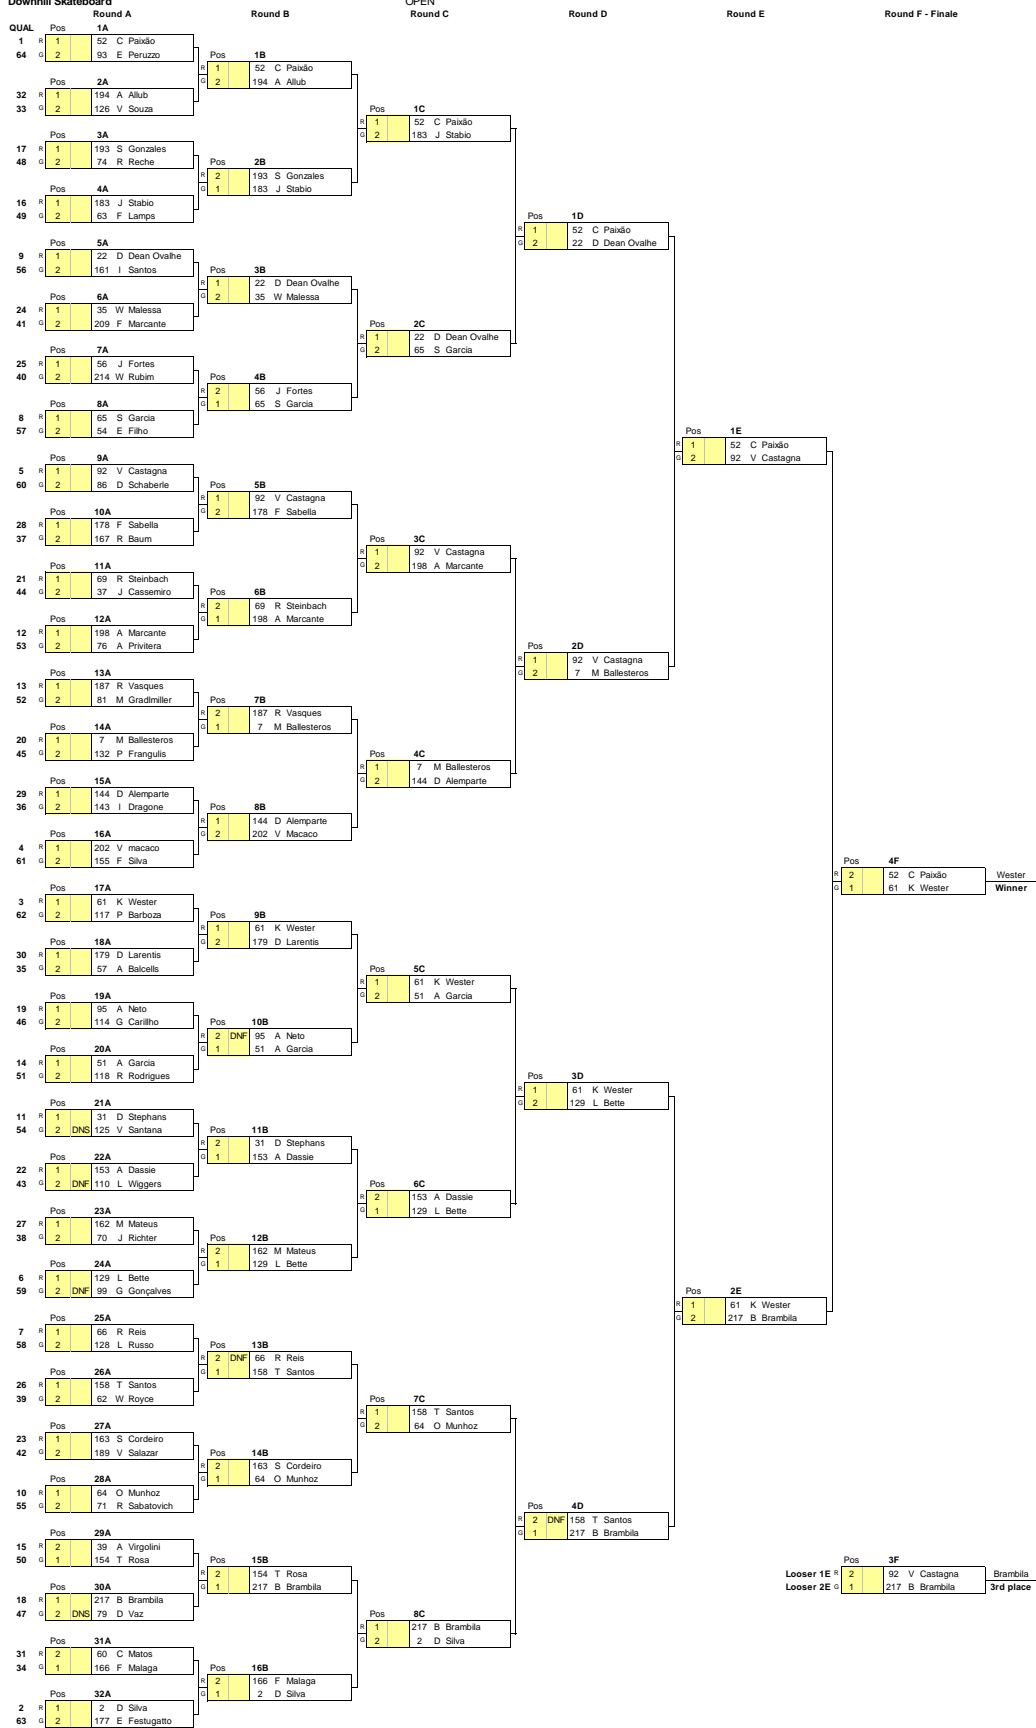 Downhill Skateboard OPEN
Round A Round B Round C Round D Round E Round F - Finale
QUAL Pos 1A
1 R 1 52 C Paixão
64 G 2 93 E Peruzzo
Pos 1B
R 1 52 C Paixão
G 2 194 A Allub
Pos 2A
32 R 1 194 A Allub
33 G 2 126 V Souza
Pos 1C
R 1 52 C Paixão
G 2 183 J Stabio
Pos 3A
17 R 1 193 S Gonzales
48 G 2 74 R Reche
Pos 2B
R 2 193 S Gonzales
G 1 183 J Stabio
Pos 4A
16 R 1 183 J Stabio
49 G 2 63 F Lamps
Pos 1D
R 1 52 C Paixão
G 2 22 D Dean Ovalhe
Pos 5A
9 R 1 22 D Dean Ovalhe
56 G 2 161 I Santos
Pos 3B
R 1 22 D Dean Ovalhe
G 2 35 W Malessa
Pos 6A
24 R 1 35 W Malessa
41 G 2 209 F Marcante
Pos 2C
R 1 22 D Dean Ovalhe
G 2 65 S Garcia
Pos 7A
25 R 1 56 J Fortes
40 G 2 214 W Rubim
Pos 4B
R 2 56 J Fortes
G 1 65 S Garcia
Pos 8A
8 R 1 65 S Garcia
57 G 2 54 E Filho
Pos 1E
R 1 52 C Paixão
G 2 92 V Castagna
Pos 9A
5 R 1 92 V Castagna
60 G 2 86 D Schaberle
Pos 5B
R 1 92 V Castagna
G 2 178 F Sabella
Pos 10A
28 R 1 178 F Sabella
37 G 2 167 R Baum
Pos 3C
R 1 92 V Castagna
G 2 198 A Marcante
Pos 11A
21 R 1 69 R Steinbach
44 G 2 37 J Cassemiro
Pos 6B
R 2 69 R Steinbach
G 1 198 A Marcante
Pos 12A
12 R 1 198 A Marcante
53 G 2 76 A Privitera
Pos 2D
R 1 92 V Castagna
G 2 7 M Ballesteros
Pos 13A
13 R 1 187 R Vasques
52 G 2 81 M Gradlmiller
Pos 7B
R 2 187 R Vasques
G 1 7 M Ballesteros
Pos 14A
20 R 1 7 M Ballesteros
45 G 2 132 P Frangulis
Pos 4C
R 1 7 M Ballesteros
G 2 144 D Alemparte
Pos 15A
29 R 1 144 D Alemparte
36 G 2 143 I Dragone
Pos 8B
R 1 144 D Alemparte
G 2 202 V Macaco
Pos 16A
4 R 1 202 V macaco
61 G 2 155 F Silva
Pos 4F
R 2 52 C Paixão Wester
G 1 61 K Wester Winner
Pos 17A
3 R 1 61 K Wester
62 G 2 117 P Barboza
Pos 9B
R 1 61 K Wester
G 2 179 D Larentis
Pos 18A
30 R 1 179 D Larentis
35 G 2 57 A Balcells
Pos 5C
R 1 61 K Wester
G 2 51 A Garcia
Pos 19A
19 R 1 95 A Neto
46 G 2 114 G Carillho
Pos 10B
R 2 DNF 95 A Neto
G 1 51 A Garcia
Pos 20A
14 R 1 51 A Garcia
51 G 2 118 R Rodrigues
Pos 3D
R 1 61 K Wester
G 2 129 L Bette
Pos 21A
11 R 1 31 D Stephans
54 G 2 DNS 125 V Santana
Pos 11B
R 2 31 D Stephans
G 1 153 A Dassie
Pos 22A
22 R 1 153 A Dassie
43 G 2 DNF 110 L Wiggers
Pos 6C
R 2 153 A Dassie
G 1 129 L Bette
Pos 23A
27 R 1 162 M Mateus
38 G 2 70 J Richter
Pos 12B
R 2 162 M Mateus
G 1 129 L Bette
Pos 24A
6 R 1 129 L Bette
59 G 2 DNF 99 G Gonçalves
Pos 2E
R 1 61 K Wester
G 2 217 B Brambila
Pos 25A
7 R 1 66 R Reis
58 G 2 128 L Russo
Pos 13B
R 2 DNF 66 R Reis
G 1 158 T Santos
Pos 26A
26 R 1 158 T Santos
39 G 2 62 W Royce
Pos 7C
R 1 158 T Santos
G 2 64 O Munhoz
Pos 27A
23 R 1 163 S Cordeiro
42 G 2 189 V Salazar
Pos 14B
R 2 163 S Cordeiro
G 1 64 O Munhoz
Pos 28A
10 R 1 64 O Munhoz
55 G 2 71 R Sabatovich
Pos 4D
R 2 DNF 158 T Santos
G 1 217 B Brambila
Pos 29A
15 R 2 39 A Virgolini
50 G 1 154 T Rosa
Pos 15B
R 2 154 T Rosa
G 1 217 B Brambila
Pos 3F
Looser 1E R 2 92 V Castagna Brambila
Looser 2E G 1 217 B Brambila 3rd place
Pos 30A
18 R 1 217 B Brambila
47 G 2 DNS 79 D Vaz
Pos 8C
R 1 217 B Brambila
G 2 2 D Silva
Pos 31A
31 R 2 60 C Matos
34 G 1 166 F Malaga
Pos 16B
R 2 166 F Malaga
G 1 2 D Silva
Pos 32A
2 R 1 2 D Silva
63 G 2 177 E Festugatto